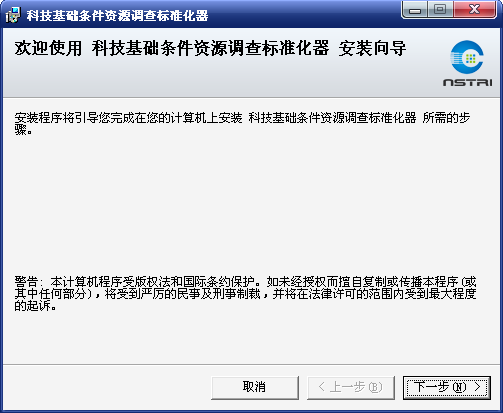 科技基础条件资源调查标准化器
欢迎使用 科技基础条件资源调查标准化器 安装向导
NSTRI
安装程序将引导您完成在您的计算机上安装 科技基础条件资源调查标准化器 所需的步
骤。
警告: 本计算机程序受版权法和国际条约保护。如未经授权而擅自复制或传播本程序(或
其中任何部分)，将受到严厉的民事及刑事制裁，并将在法律许可的范围内受到最大程度
的起诉。
取消
< 上一步(B)
下一步(N) >